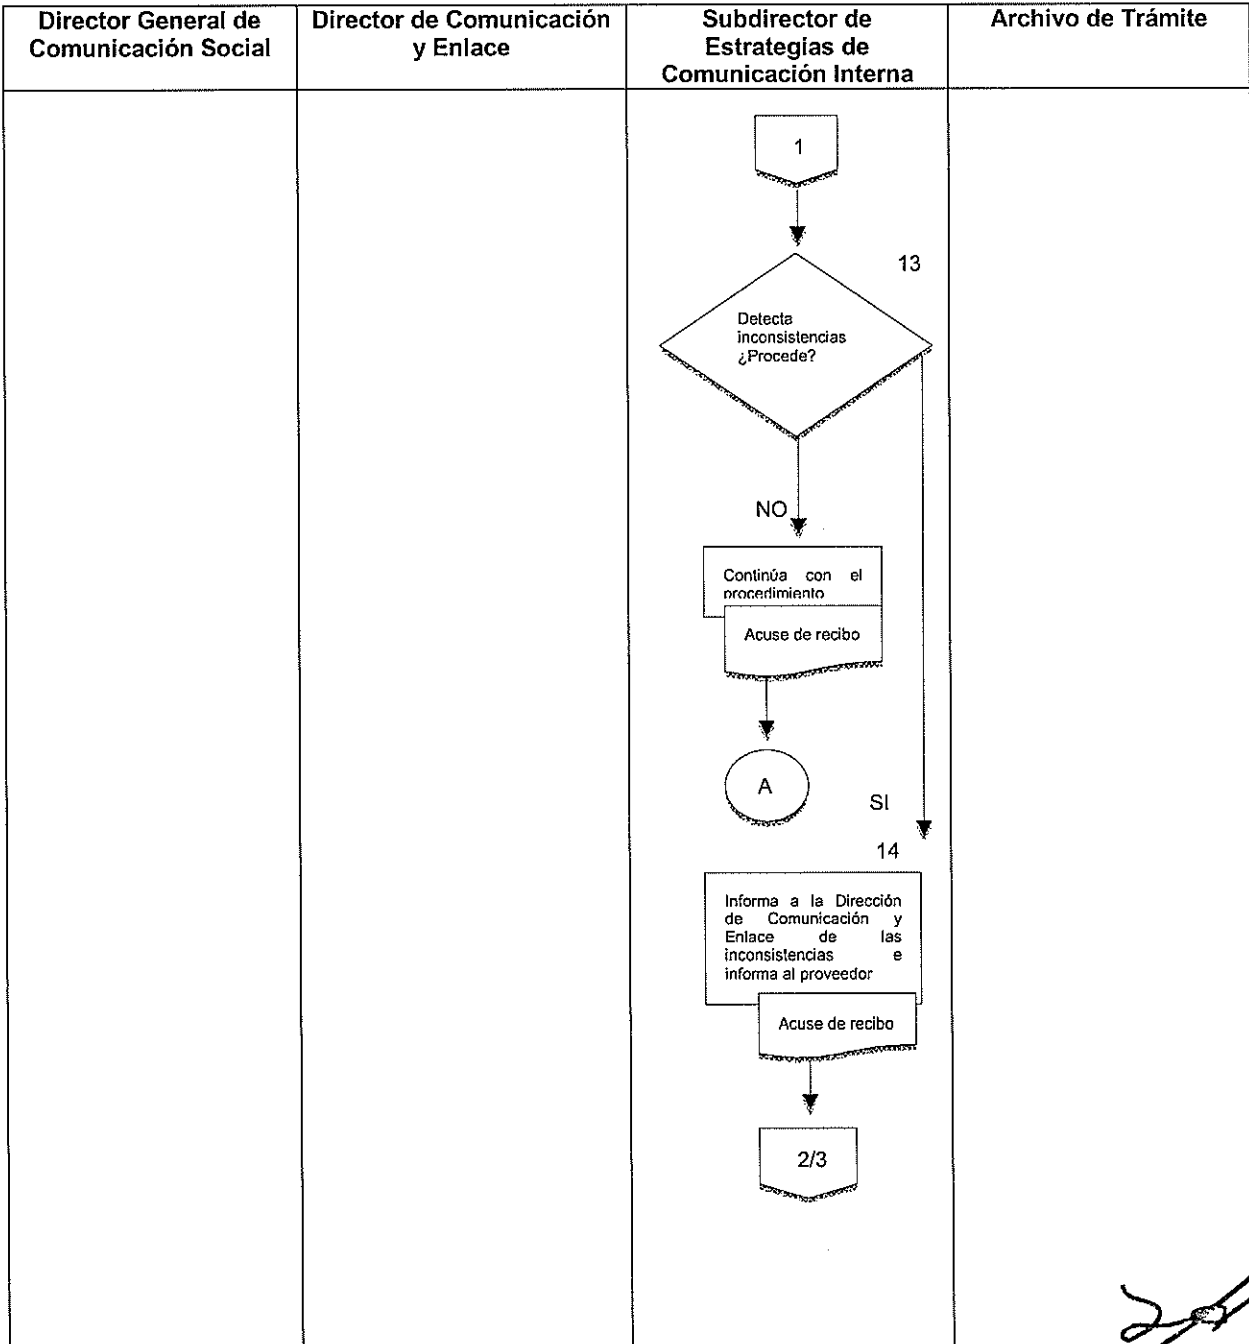 Director General de
Comunicación Social
Director de Comunicación
y Enlace
Subdirector de
Estrategias de
Comunicación Interna
Archivo de Trámite
1
13
Detecta
inconsistencias
¿Procede?
NO
Continúa con el
procedimiento
Acuse de recibo
A
SI
14
Informa a la Dirección
de Comunicación y
Enlace de las
inconsistencias e
informa al proveedor
Acuse de recibo
2/3